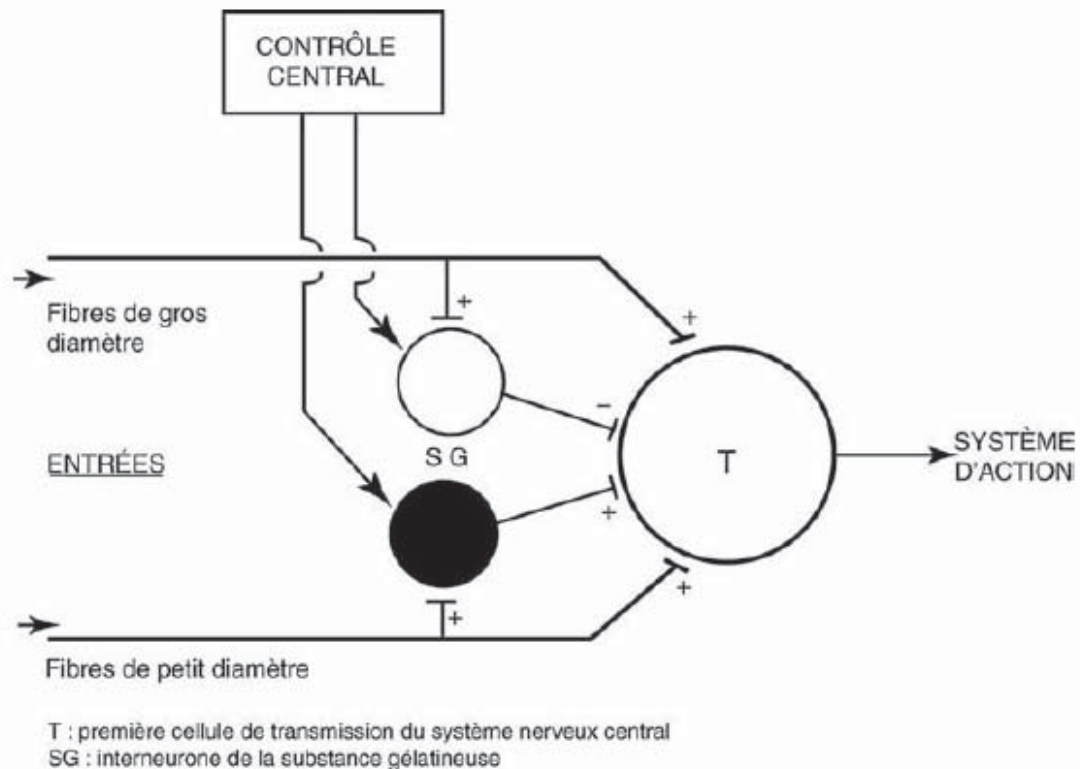 CONTRÔLE
CENTRAL
+
+
Fibres de gros
diamètre
-
S G
T
SYSTÈME
D'ACTION
ENTRÉES
+
+
+
Fibres de petit diamètre
T : première cellule de transmission du système nerveux central
SG : interneurone de la substance gélatineuse